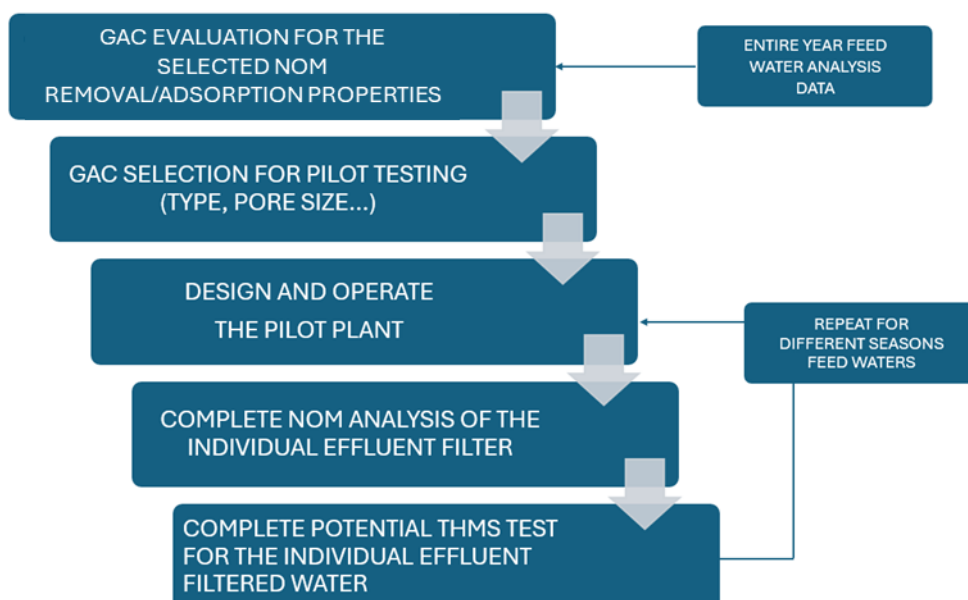 GAC EVALUATION FOR THE
SELECTED NOM
REMOVAL/ADSORPTION PROPERTIES
ENTIRE YEAR FEED
WATER ANALYSIS
DATA
GAC SELECTION FOR PILOT TESTING
(TYPE, PORE SIZE...)
DESIGN AND OPERATE
THE PILOT PLANT
REPEAT FOR
DIFFERENT SEASONS
FEED WATERS
COMPLETE NOM ANALYSIS OF THE
INDIVIDUAL EFFLUENT FILTER
COMPLETE POTENTIAL THMS TEST
FOR THE INDIVIDUAL EFFLUENT
FILTERED WATER